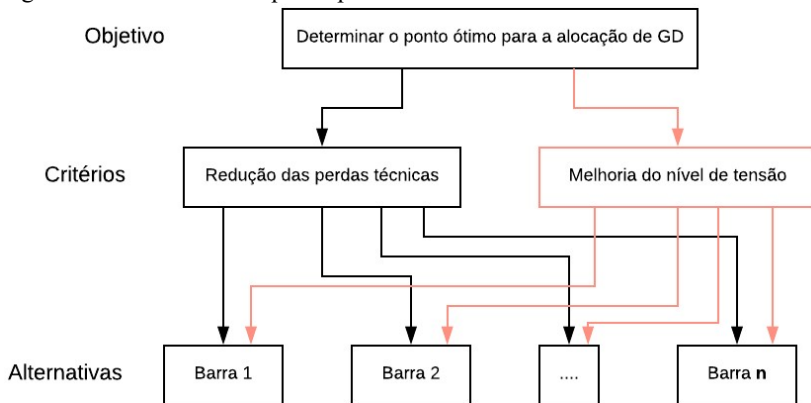 Objetivo
Determinar o ponto ótimo para a alocação de GD
Critérios
Redução das perdas técnicas
Melhoria do nível de tensão
Alternativas
Barra 1
Barra 2
....
Barra n